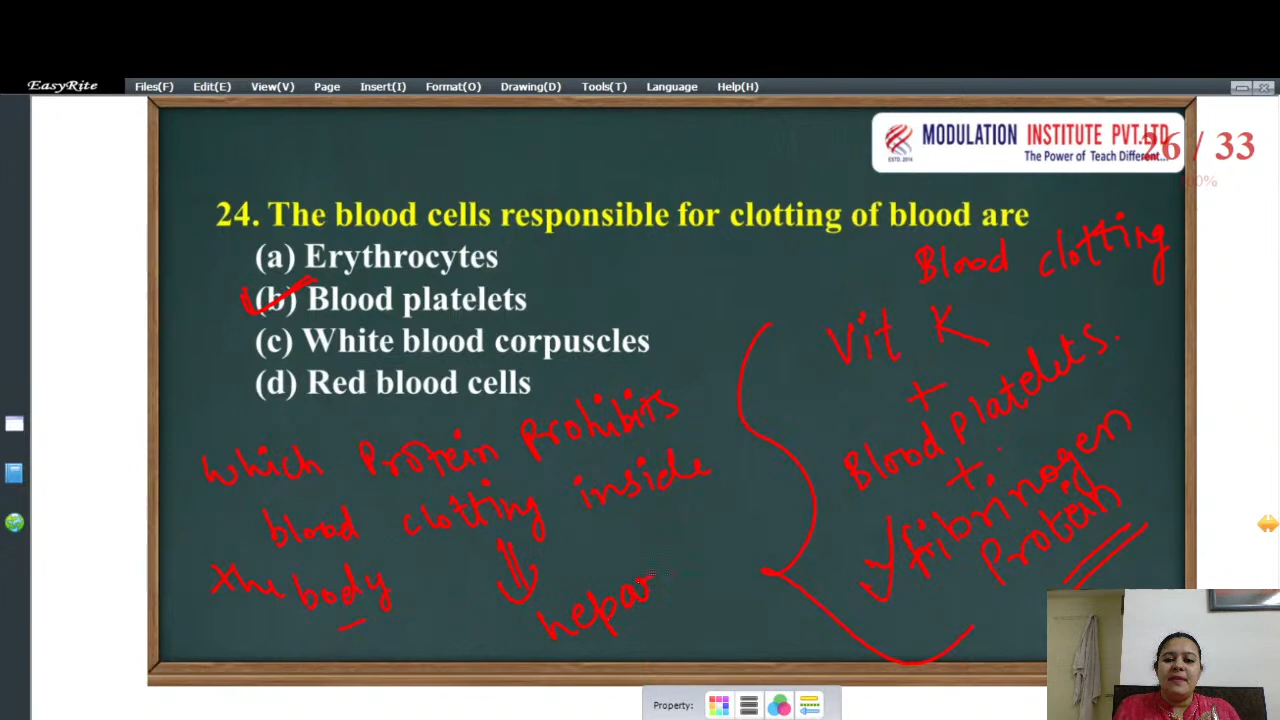 EasyRite Files(F) Edit(E) View(V) Page Insert(I) Format(O) Drawing(D) Tools(T) Language Help(H)
MODULATION INSTITUTE PVT.LTD
The Power of Teach Different...
ESTD. 2014
26 / 33
100%
24. The blood cells responsible for clotting of blood are
(a) Erythrocytes
(b) Blood platelets
(c) White blood corpuscles
(d) Red blood cells
Blood clotting
Vit K
+
Blood platelets.
+
fibrinogen
Protein
which Protein Prohibits
blood clotting inside
the body
hepar
Property: